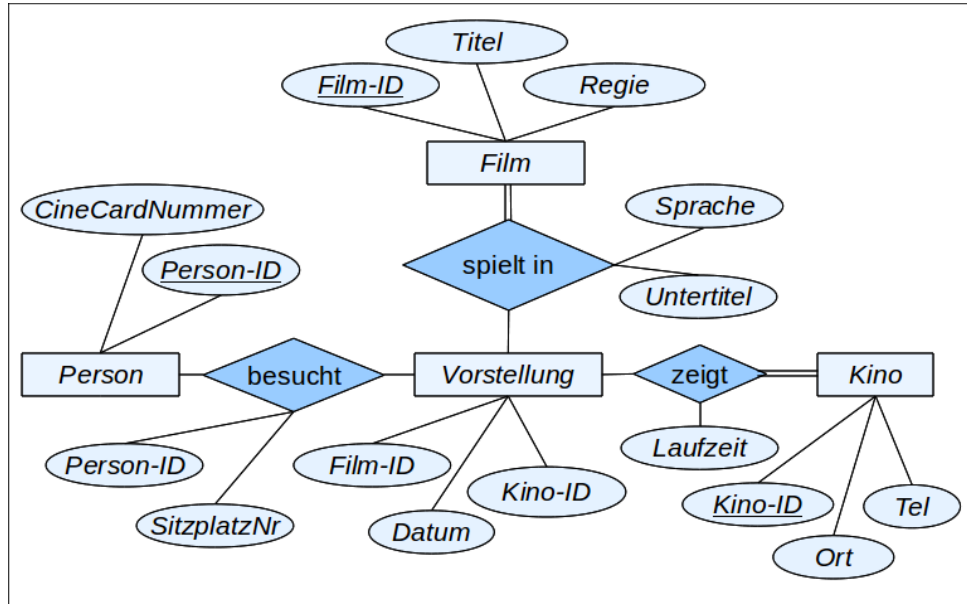 Titel
Film-ID
Regie
Film
CineCardNummer
Sprache
Person-ID
spielt in
Untertitel
Person
besucht
Vorstellung
zeigt
Kino
Person-ID
Film-ID
Laufzeit
Kino-ID
SitzplatzNr
Datum
Kino-ID
Tel
Ort